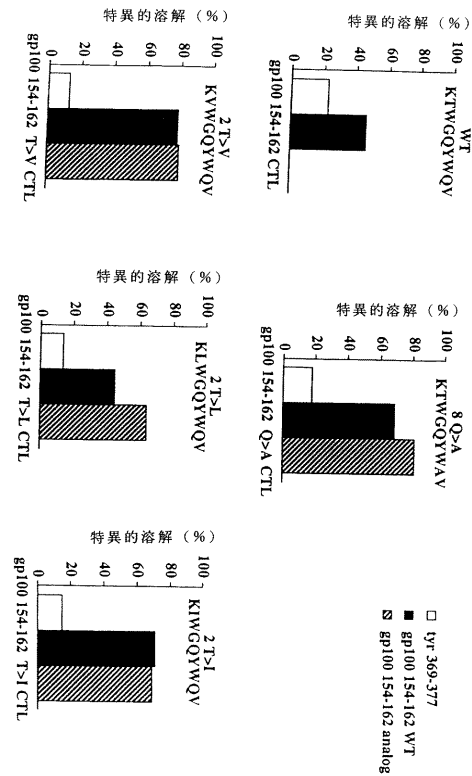 WT
KTWGQYWQV
特異的溶解 (%)
100
80
60
40
20
0
gp100 154-162 CTL
8 Q>A
KTWGQYWAV
特異的溶解 (%)
100
80
60
40
20
0
gp100 154-162 Q>A CTL
tyr 369-377
gp100 154-162 WT
gp100 154-162 analog
2 T>V
KVWGQYWQV
特異的溶解 (%)
100
80
60
40
20
0
gp100 154-162 T>V CTL
2 T>L
KLWGQYWQV
特異的溶解 (%)
100
80
60
40
20
0
gp100 154-162 T>L CTL
2 T>I
KIWGQYWQV
特異的溶解 (%)
100
80
60
40
20
0
gp100 154-162 T>I CTL